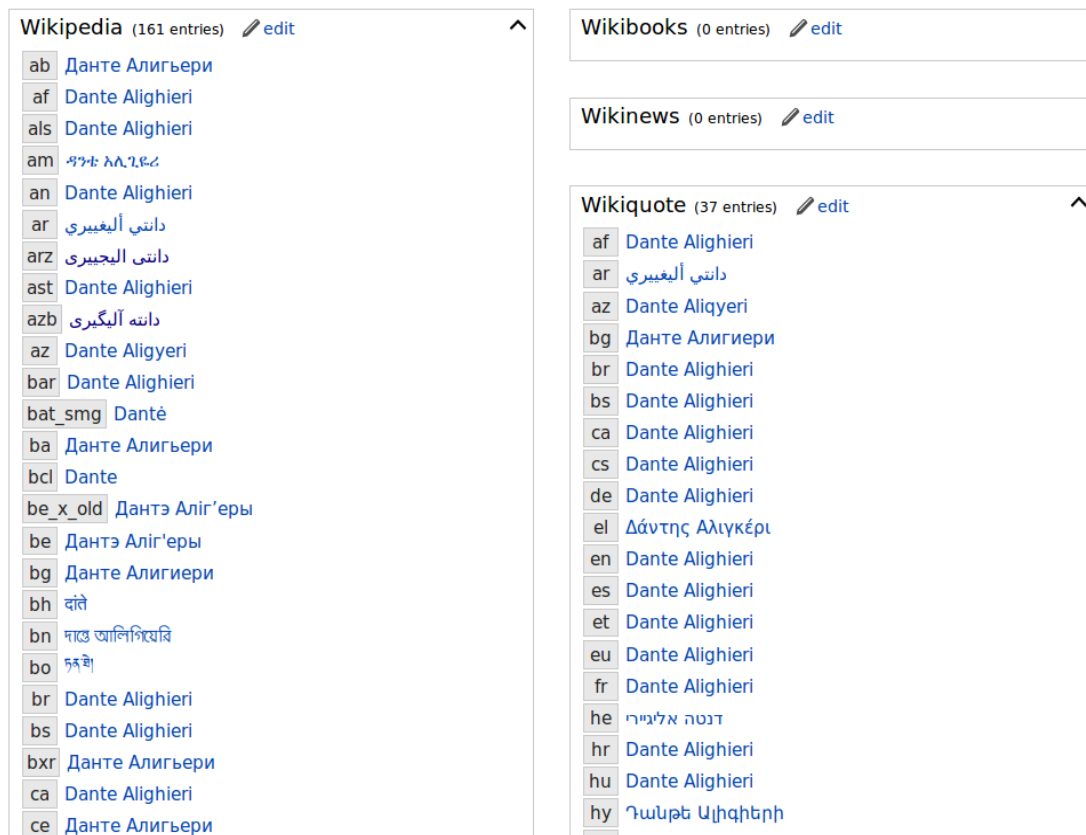 Wikipedia (161 entries) edit
ab Данте Алигьери
af Dante Alighieri
als Dante Alighieri
am ዳንቴ አሊጊዬሪ
an Dante Alighieri
ar دانتي أليغييري
arz دانتى اليجييرى
ast Dante Alighieri
azb دانته آلیگیری
az Dante Aligyeri
bar Dante Alighieri
bat_smg Dantė
ba Данте Алигьери
bcl Dante
be_x_old Дантэ Аліг’еры
be Дантэ Аліг'еры
bg Данте Алигиери
bh दांते
bn দান্তে আলিগিয়েরি
bo དན་ཐེ།
br Dante Alighieri
bs Dante Alighieri
bxr Данте Алигьери
ca Dante Alighieri
ce Данте Алигьери
Wikibooks (0 entries) edit
Wikinews (0 entries) edit
Wikiquote (37 entries) edit
af Dante Alighieri
ar دانتي أليغييري
az Dante Aliqyeri
bg Данте Алигиери
br Dante Alighieri
bs Dante Alighieri
ca Dante Alighieri
cs Dante Alighieri
de Dante Alighieri
el Δάντης Αλιγκέρι
en Dante Alighieri
es Dante Alighieri
et Dante Alighieri
eu Dante Alighieri
fr Dante Alighieri
he דנטה אליגיירי
hr Dante Alighieri
hu Dante Alighieri
hy Դանթե Ալիգիերի